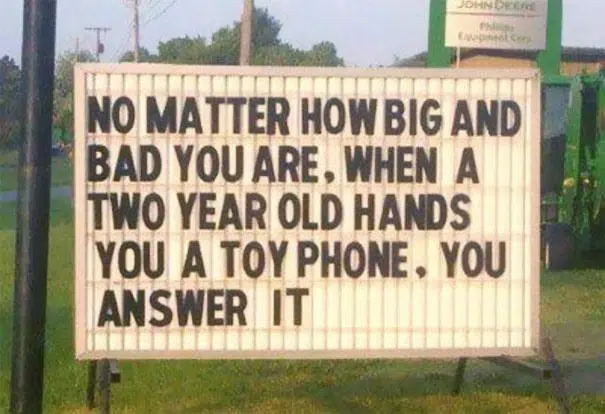 JOHN DEERE
Equipment
NO MATTER HOW BIG AND
BAD YOU ARE, WHEN A
TWO YEAR OLD HANDS
YOU A TOY PHONE, YOU
ANSWER IT